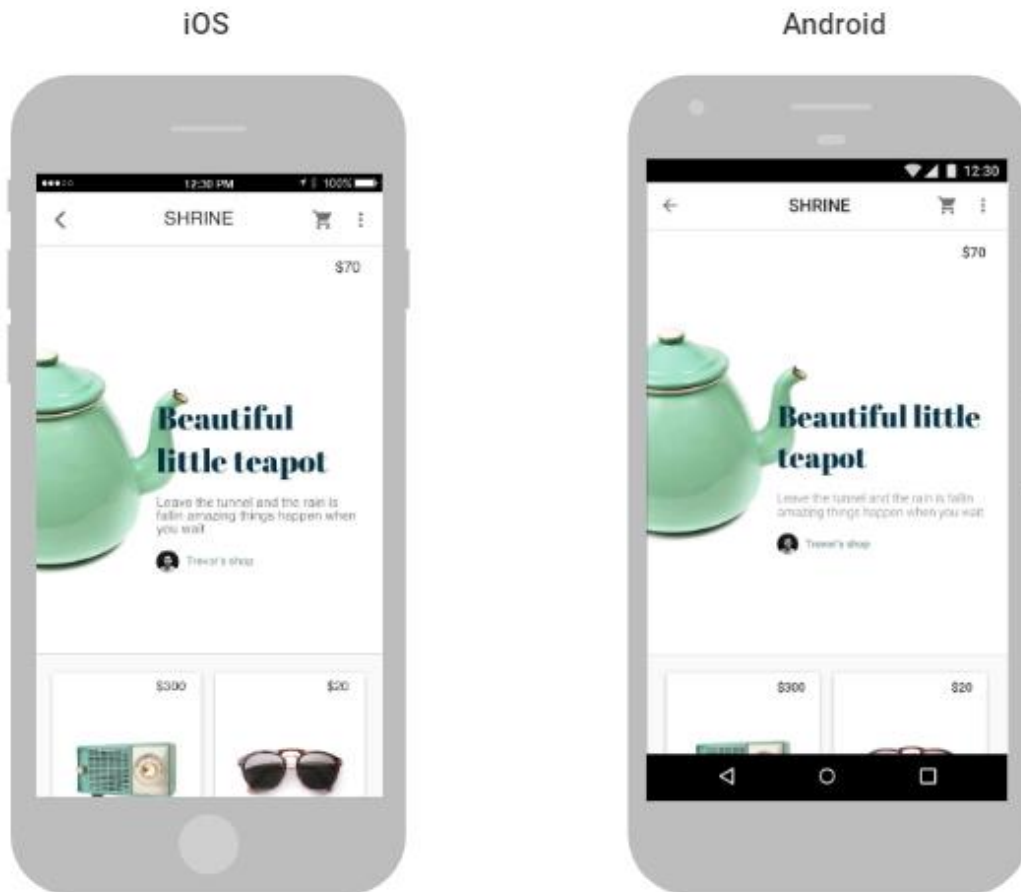 iOS
Android
12:30 PM
100%
SHRINE
$70
Beautiful
little teapot
Leave the tunnel and the rain is
fallin amazing things happen when
you wait
Trevor's shop
$300
$20
12:30
SHRINE
$70
Beautiful little
teapot
Leave the tunnel and the rain is fallin
amazing things happen when you wait
Trevor's shop
$300
$20